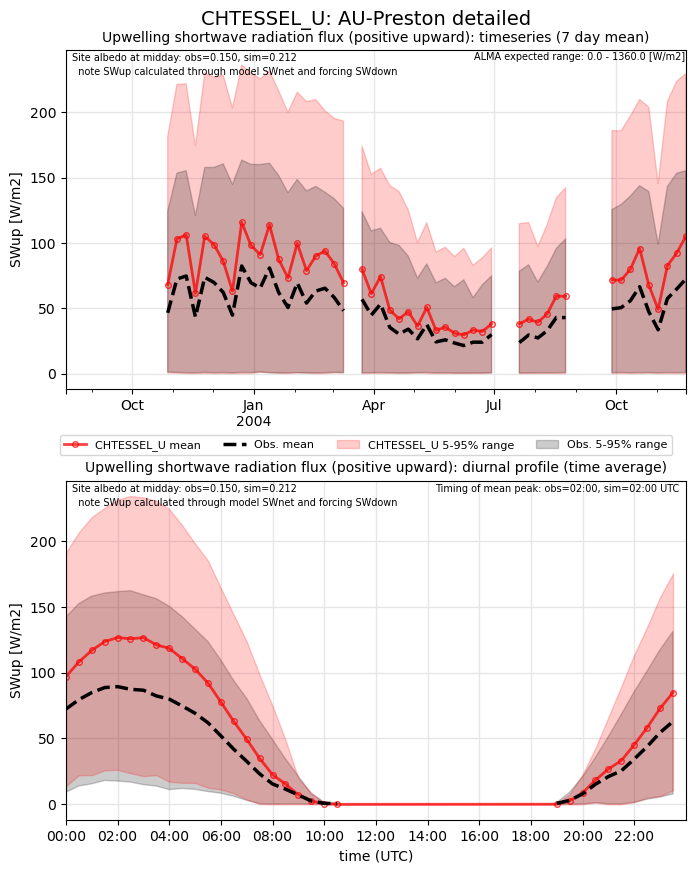 CHTESSEL_U: AU-Preston detailed
Upwelling shortwave radiation flux (positive upward): timeseries (7 day mean)
Site albedo at midday: obs=0.150, sim=0.212
note SWup calculated through model SWnet and forcing SWdown
ALMA expected range: 0.0 - 1360.0 [W/m2]
SWup [W/m2]
200
150
100
50
0
Oct
Jan
2004
Apr
Jul
Oct
CHTESSEL_U mean
Obs. mean
CHTESSEL_U 5-95% range
Obs. 5-95% range
Upwelling shortwave radiation flux (positive upward): diurnal profile (time average)
Site albedo at midday: obs=0.150, sim=0.212
note SWup calculated through model SWnet and forcing SWdown
Timing of mean peak: obs=02:00, sim=02:00 UTC
SWup [W/m2]
200
150
100
50
0
00:00 02:00 04:00 06:00 08:00 10:00 12:00 14:00 16:00 18:00 20:00 22:00
time (UTC)